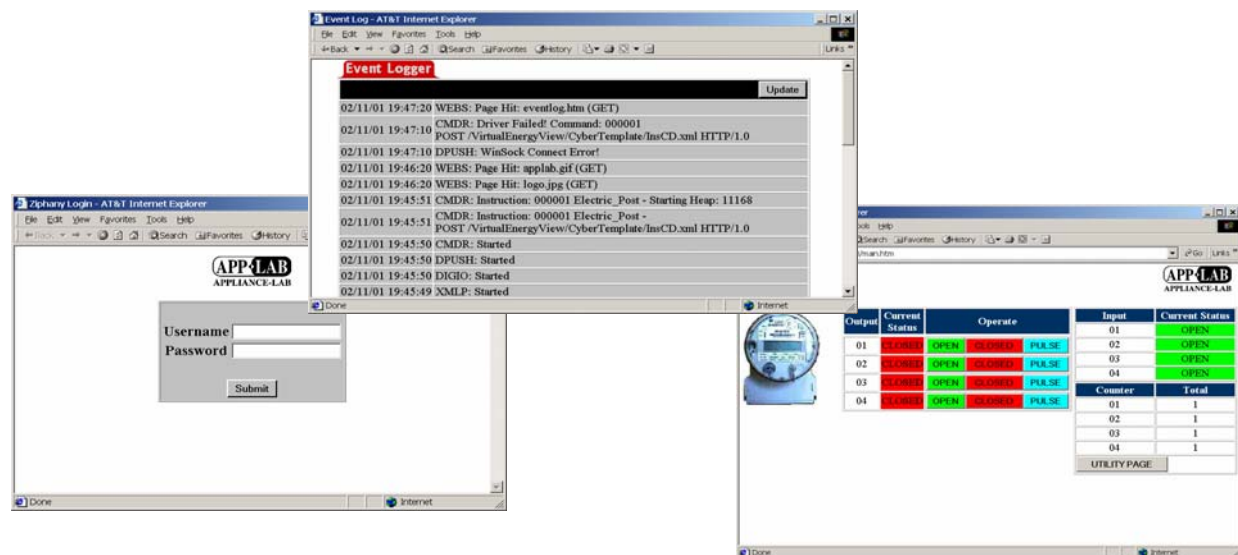 Event Log - AT&T Internet Explorer
File Edit View Favorites Tools Help
Back Search Favorites History Links
Event Logger
Update
02/11/01 19:47:20 WEBS: Page Hit: eventlog.htm (GET)
02/11/01 19:47:10 CMDR: Driver Failed! Command: 000001
POST /VirtualEnergyView/CyberTemplate/InsCD.xml HTTP/1.0
02/11/01 19:47:10 DPUSH: WinSock Connect Error!
02/11/01 19:46:20 WEBS: Page Hit: applab.gif (GET)
02/11/01 19:46:20 WEBS: Page Hit: logo.jpg (GET)
02/11/01 19:45:51 CMDR: Instruction: 000001 Electric_Post - Starting Heap: 11168
02/11/01 19:45:51 CMDR: Instruction: 000001 Electric_Post -
POST /VirtualEnergyView/CyberTemplate/InsCD.xml HTTP/1.0
02/11/01 19:45:50 CMDR: Started
02/11/01 19:45:50 DPUSH: Started
02/11/01 19:45:50 DIGIO: Started
02/11/01 19:45:49 XMLP: Started
Done Internet
Ziphany Login - AT&T Internet Explorer
File Edit View Favorites Tools Help
Back Search Favorites History
APP LAB
APPLIANCE-LAB
Username
Password
Submit
Done Internet
Help
Search Favorites History
/main.htm Go Links
APP LAB
APPLIANCE-LAB
Output Current Status Operate
01 CLOSED OPEN CLOSED PULSE
02 CLOSED OPEN CLOSED PULSE
03 CLOSED OPEN CLOSED PULSE
04 CLOSED OPEN CLOSED PULSE
Input Current Status
01 OPEN
02 OPEN
03 OPEN
04 OPEN
Counter Total
01 1
02 1
03 1
04 1
UTILITY PAGE
Done Internet